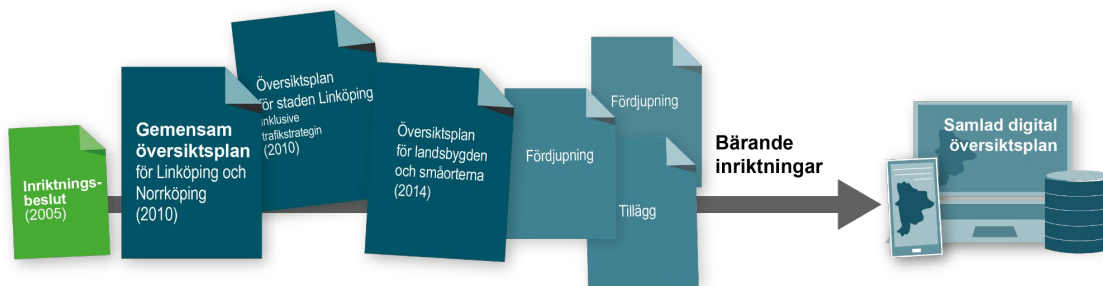 Inriktnings-
beslut
(2005)
Gemensam
översiktsplan
för Linköping och
Norrköping
(2010)
Översiktsplan
för staden Linköping
inklusive
trafikstrategin
(2010)
Översiktsplan
för landsbygden
och småorterna
(2014)
Fördjupning
Fördjupning
Tillägg
Bärande
inriktningar
Samlad digital
översiktsplan